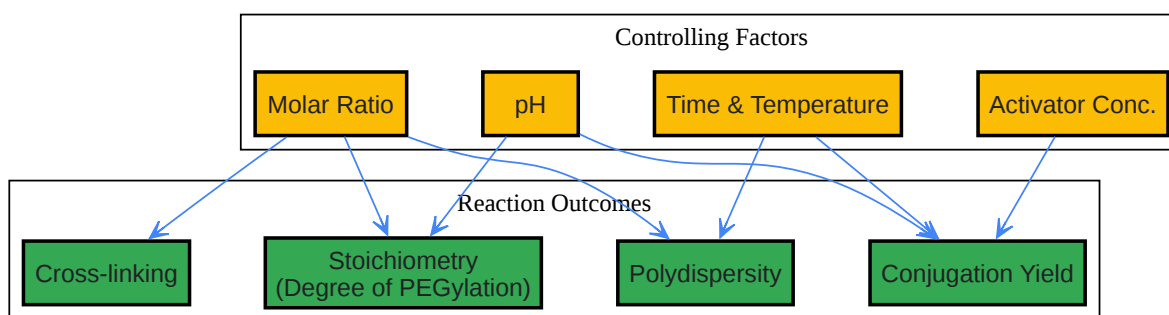 Controlling Factors
Molar Ratio
pH
Time & Temperature
Activator Conc.
Reaction Outcomes
Cross-linking
Stoichiometry
(Degree of PEGylation)
Polydispersity
Conjugation Yield